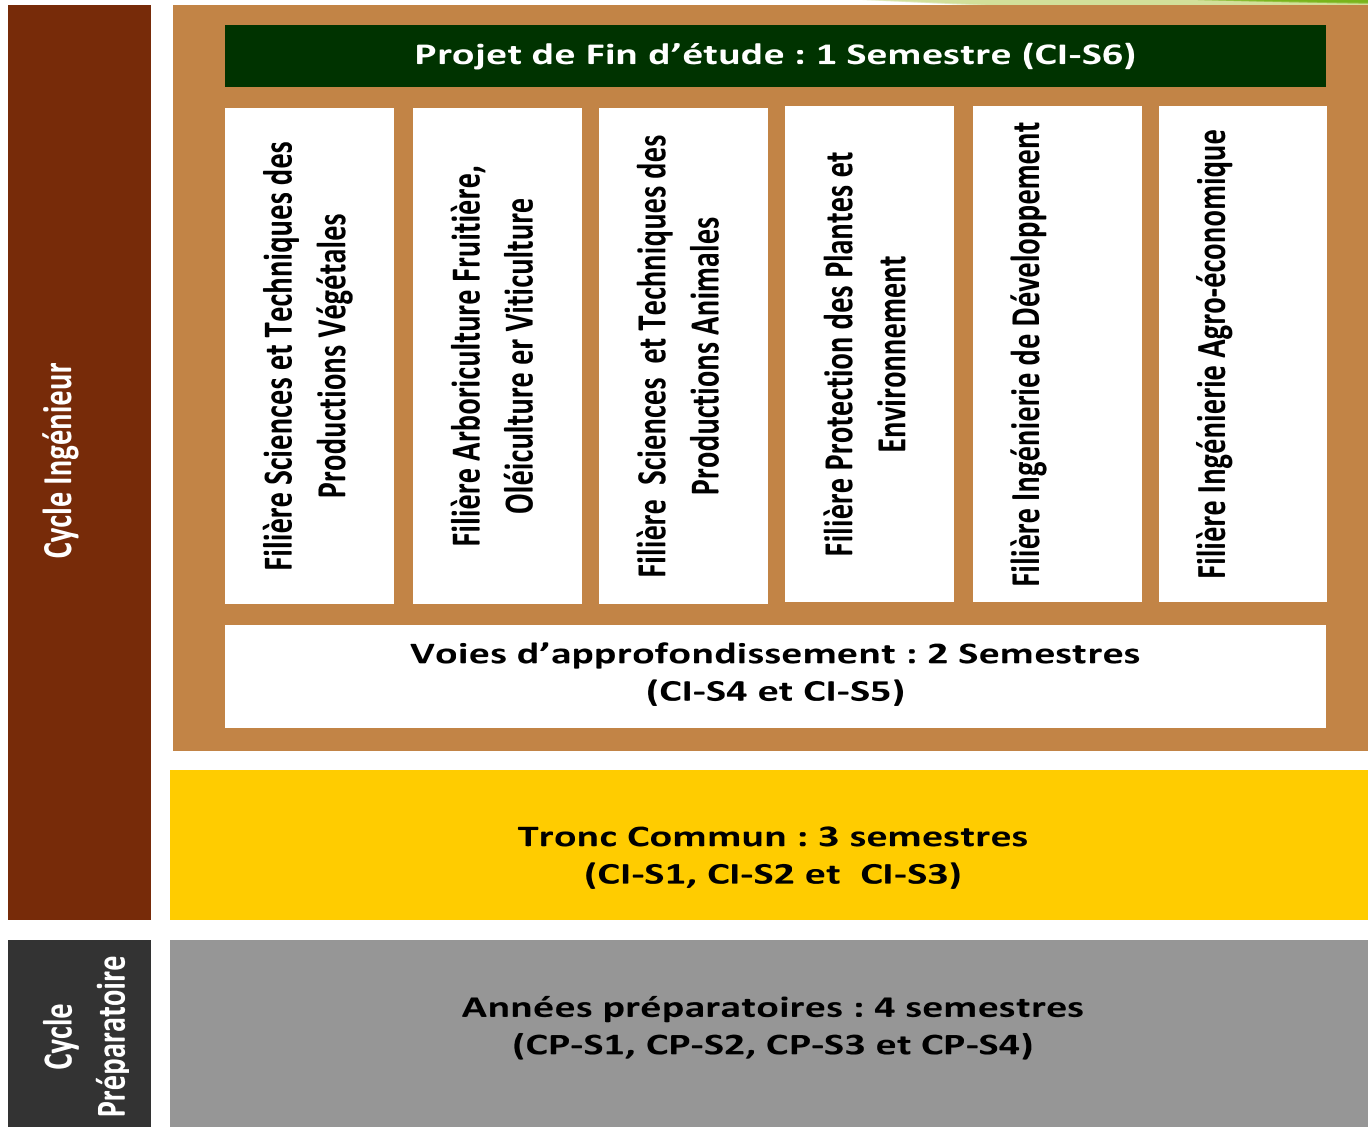 Projet de Fin d’étude : 1 Semestre (CI-S6)
Filière Sciences et Techniques des
Productions Végétales
Filière Arboriculture Fruitière,
Oléiculture er Viticulture
Filière Sciences et Techniques des
Productions Animales
Filière Protection des Plantes et
Environnement
Filière Ingénierie de Développement
Filière Ingénierie Agro-économique
Voies d’approfondissement : 2 Semestres
(CI-S4 et CI-S5)
Cycle Ingénieur
Tronc Commun : 3 semestres
(CI-S1, CI-S2 et CI-S3)
Cycle
Préparatoire
Années préparatoires : 4 semestres
(CP-S1, CP-S2, CP-S3 et CP-S4)